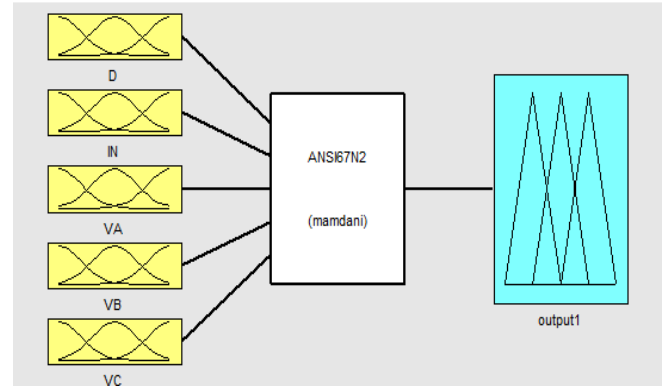 D
IN
VA
VB
VC
ANSI67N2
(mamdani)
output1